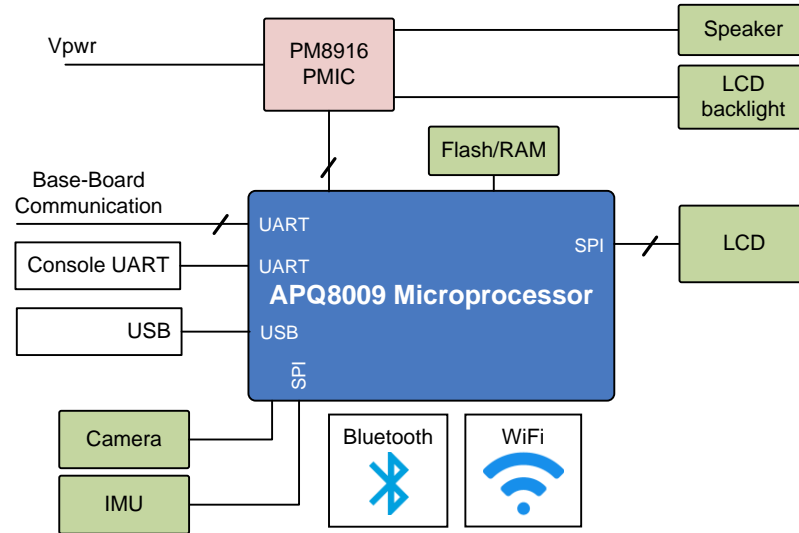 Vpwr
PM8916
PMIC
Speaker
LCD
backlight
Flash/RAM
Base-Board
Communication
UART
SPI
LCD
Console UART
UART
APQ8009 Microprocessor
USB
USB
SPI
Camera
IMU
Bluetooth
WiFi